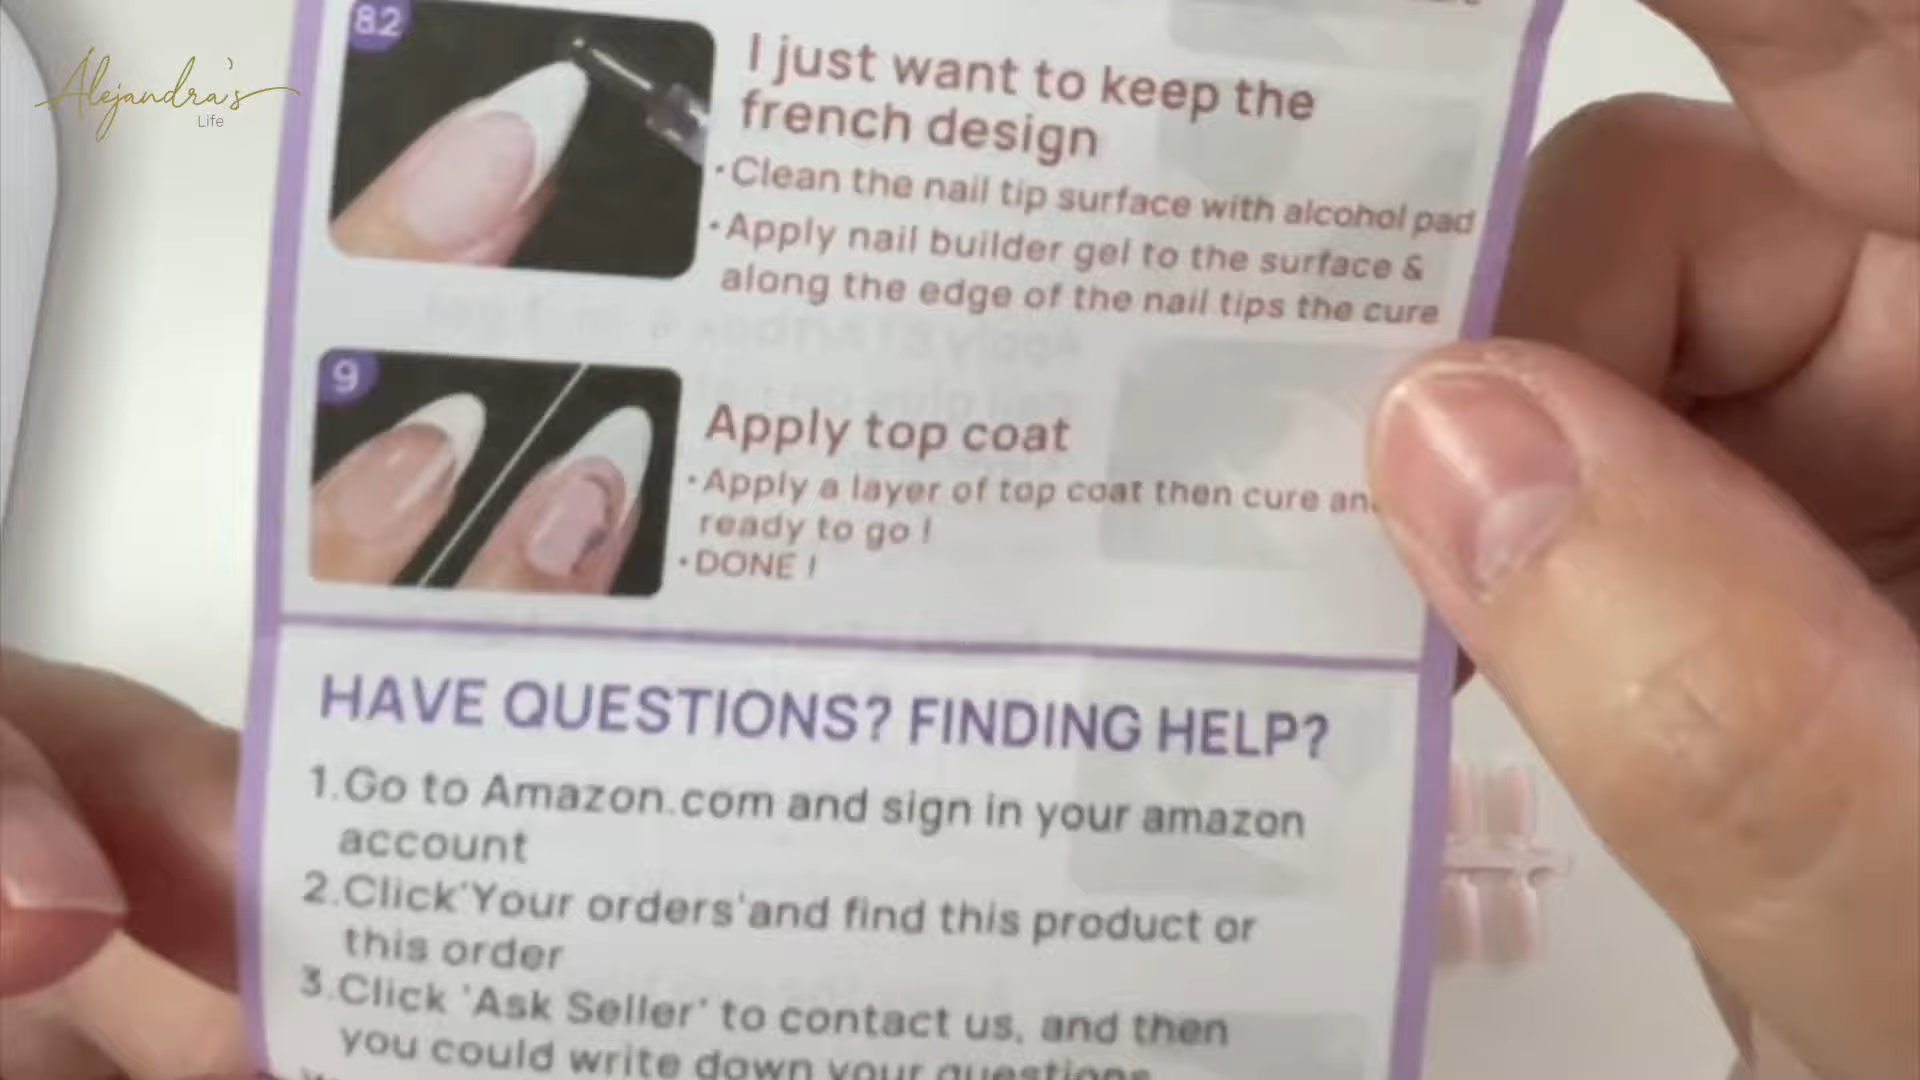 Alejandra's
Life
8.2
I just want to keep the
french design
·Clean the nail tip surface with alcohol pad
·Apply nail builder gel to the surface &
along the edge of the nail tips the cure
9
Apply top coat
·Apply a layer of top coat then cure
ready to go !
·DONE !
HAVE QUESTIONS? FINDING HELP?
1.Go to Amazon.com and sign in your amazon
account
2.Click'Your orders'and find this product or
this order
3.Click 'Ask Seller' to contact us, and then
you could write down your questions